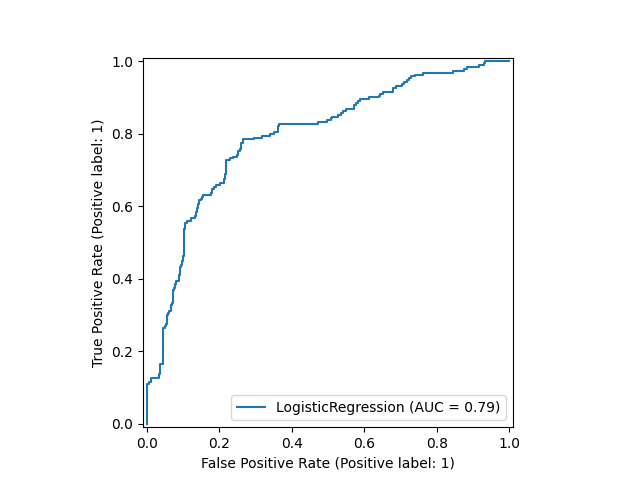 1.0
0.8
0.6
0.4
0.2
0.0
True Positive Rate (Positive label: 1)
LogisticRegression (AUC = 0.79)
0.0 0.2 0.4 0.6 0.8 1.0
False Positive Rate (Positive label: 1)